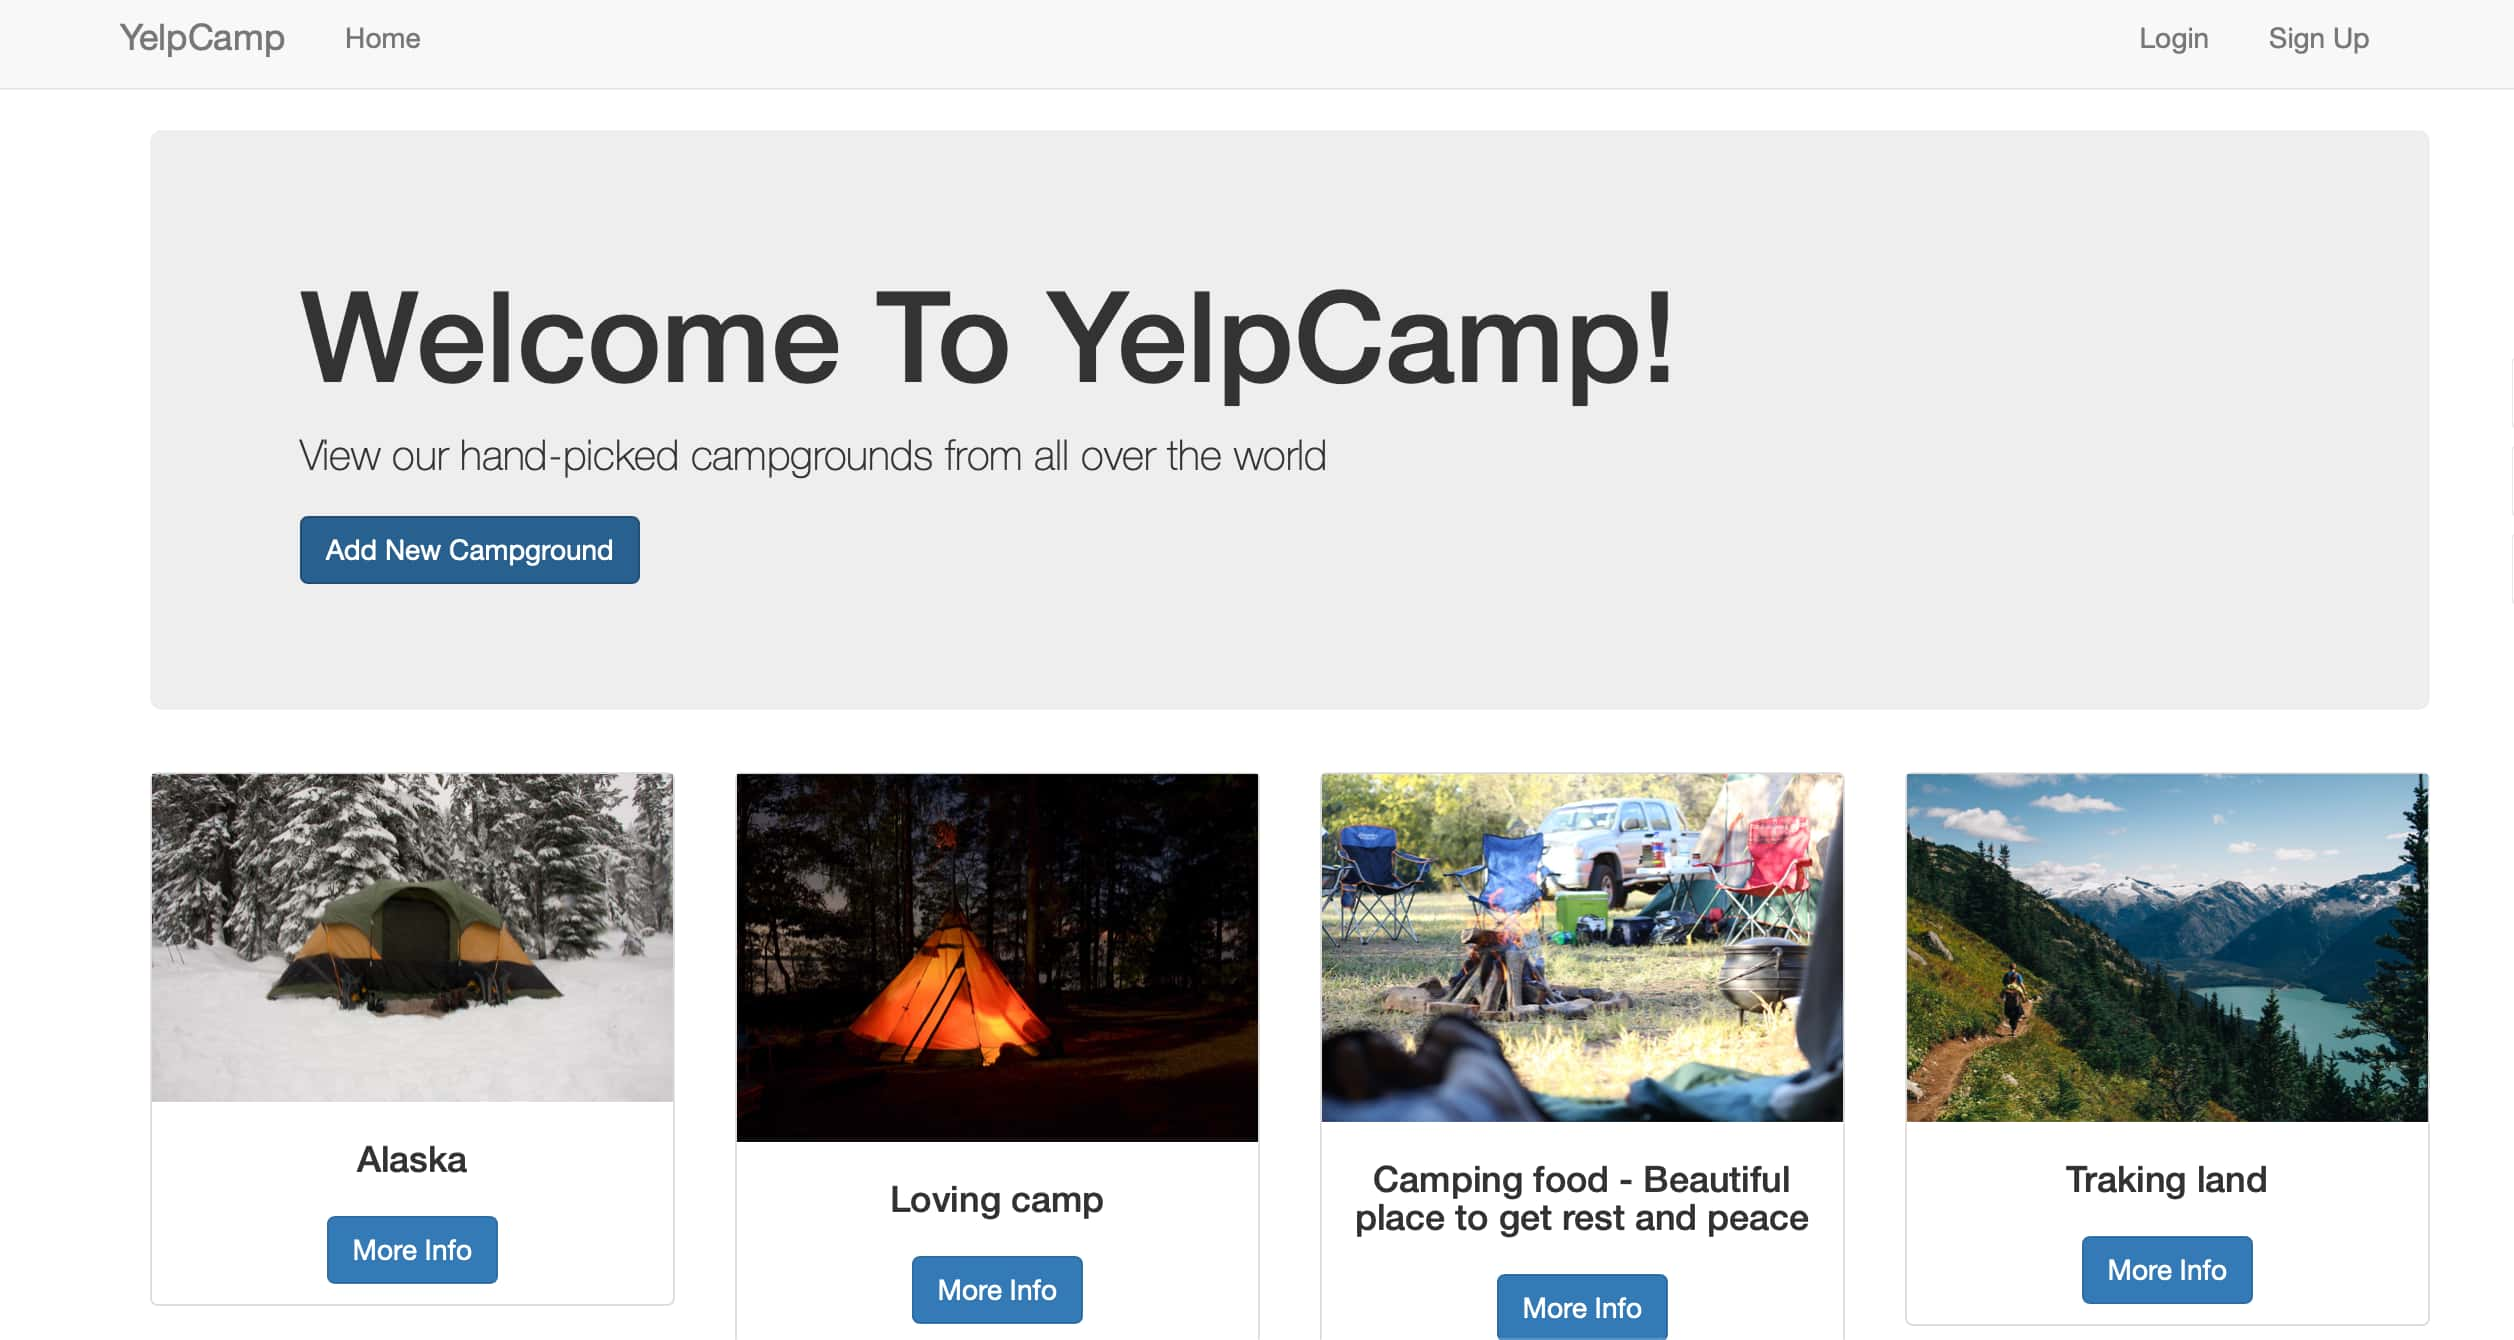 YelpCamp Home Login Sign Up
Welcome To YelpCamp!
View our hand-picked campgrounds from all over the world
Add New Campground
Alaska
More Info
Loving camp
More Info
Camping food - Beautiful
place to get rest and peace
More Info
Traking land
More Info